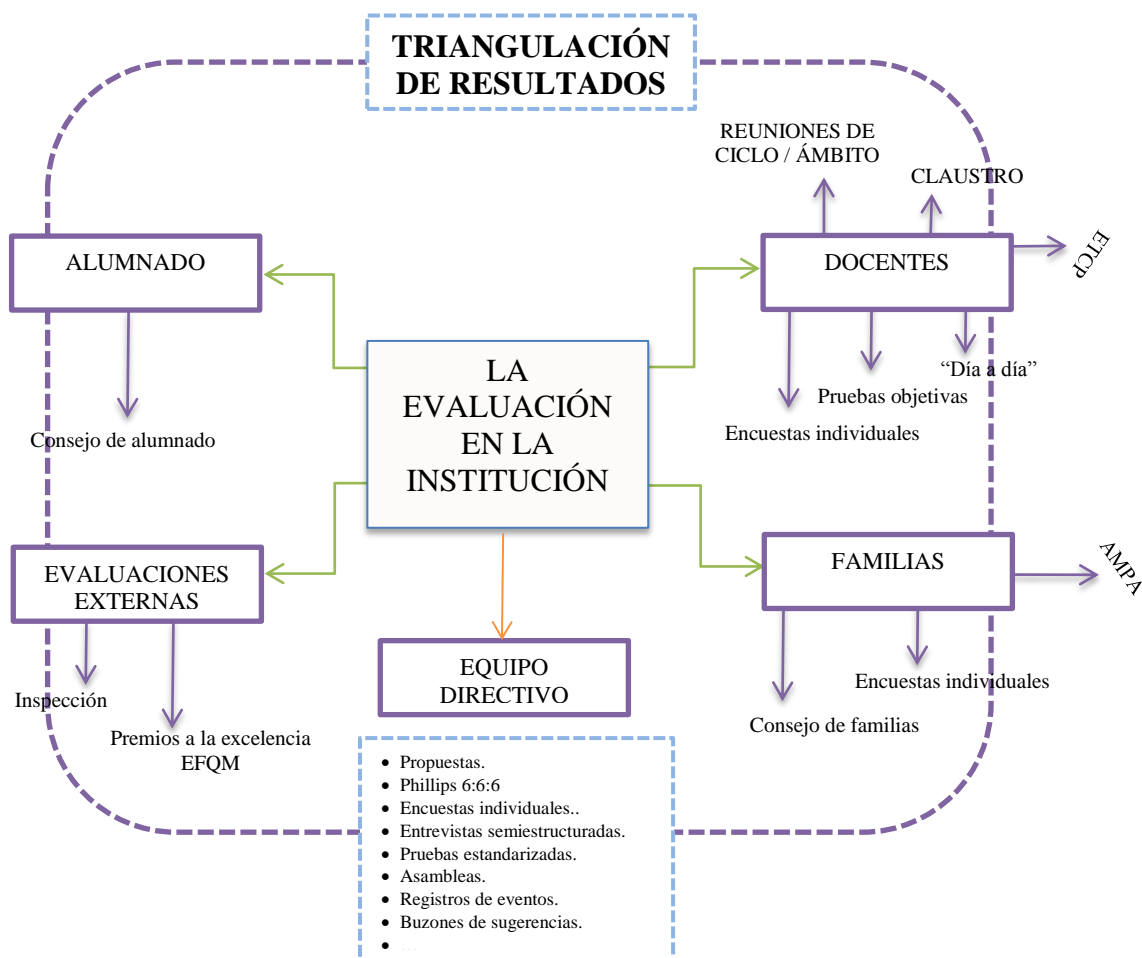 TRIANGULACIÓN
DE RESULTADOS
REUNIONES DE
CICLO / ÁMBITO
CLAUSTRO
ETCP
ALUMNADO
DOCENTES
LA
EVALUACIÓN
EN LA
INSTITUCIÓN
“Día a día”
Pruebas objetivas
Encuestas individuales
Consejo de alumnado
EVALUACIONES
EXTERNAS
FAMILIAS
AMPA
EQUIPO
DIRECTIVO
Inspección
Encuestas individuales
Consejo de familias
Premios a la excelencia
EFQM
• Propuestas.
• Phillips 6:6:6
• Encuestas individuales..
• Entrevistas semiestructuradas.
• Pruebas estandarizadas.
• Asambleas.
• Registros de eventos.
• Buzones de sugerencias.
• …